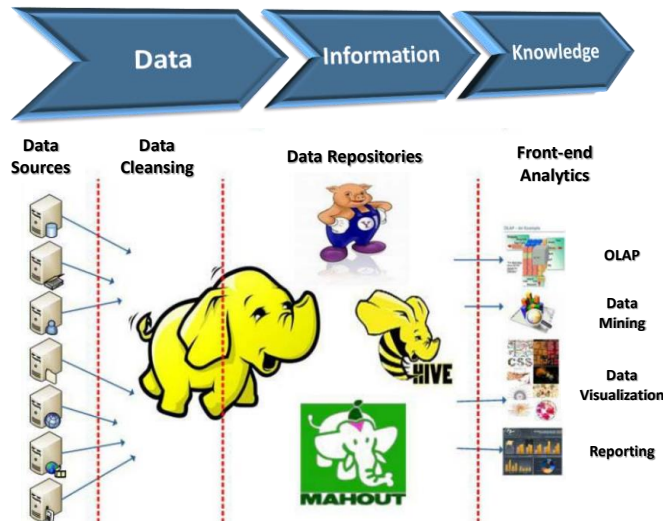 Data
Information
Knowledge
Data
Sources
Data
Cleansing
Data Repositories
Front-end
Analytics
OLAP
Data
Mining
CSS
HIVE
Data
Visualization
Reporting
MAHOUT